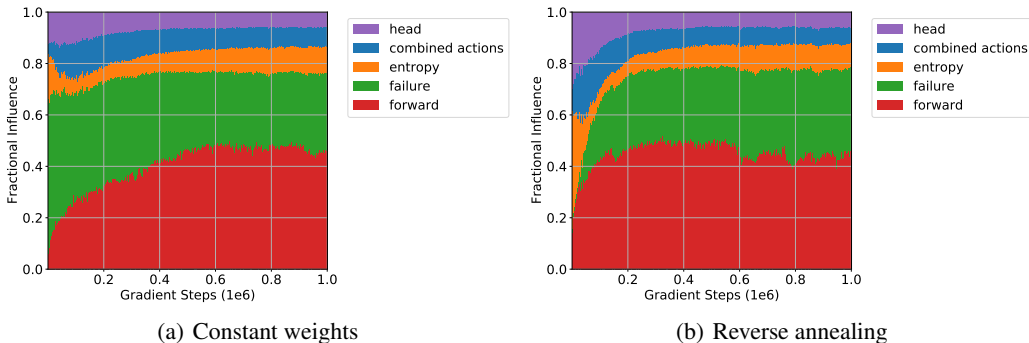 1.0
0.8
0.6
0.4
0.2
0.0
Fractional Influence
0.2 0.4 0.6 0.8 1.0
Gradient Steps (1e6)
head
combined actions
entropy
failure
forward
(a) Constant weights
1.0
0.8
0.6
0.4
0.2
0.0
Fractional Influence
0.2 0.4 0.6 0.8 1.0
Gradient Steps (1e6)
head
combined actions
entropy
failure
forward
(b) Reverse annealing